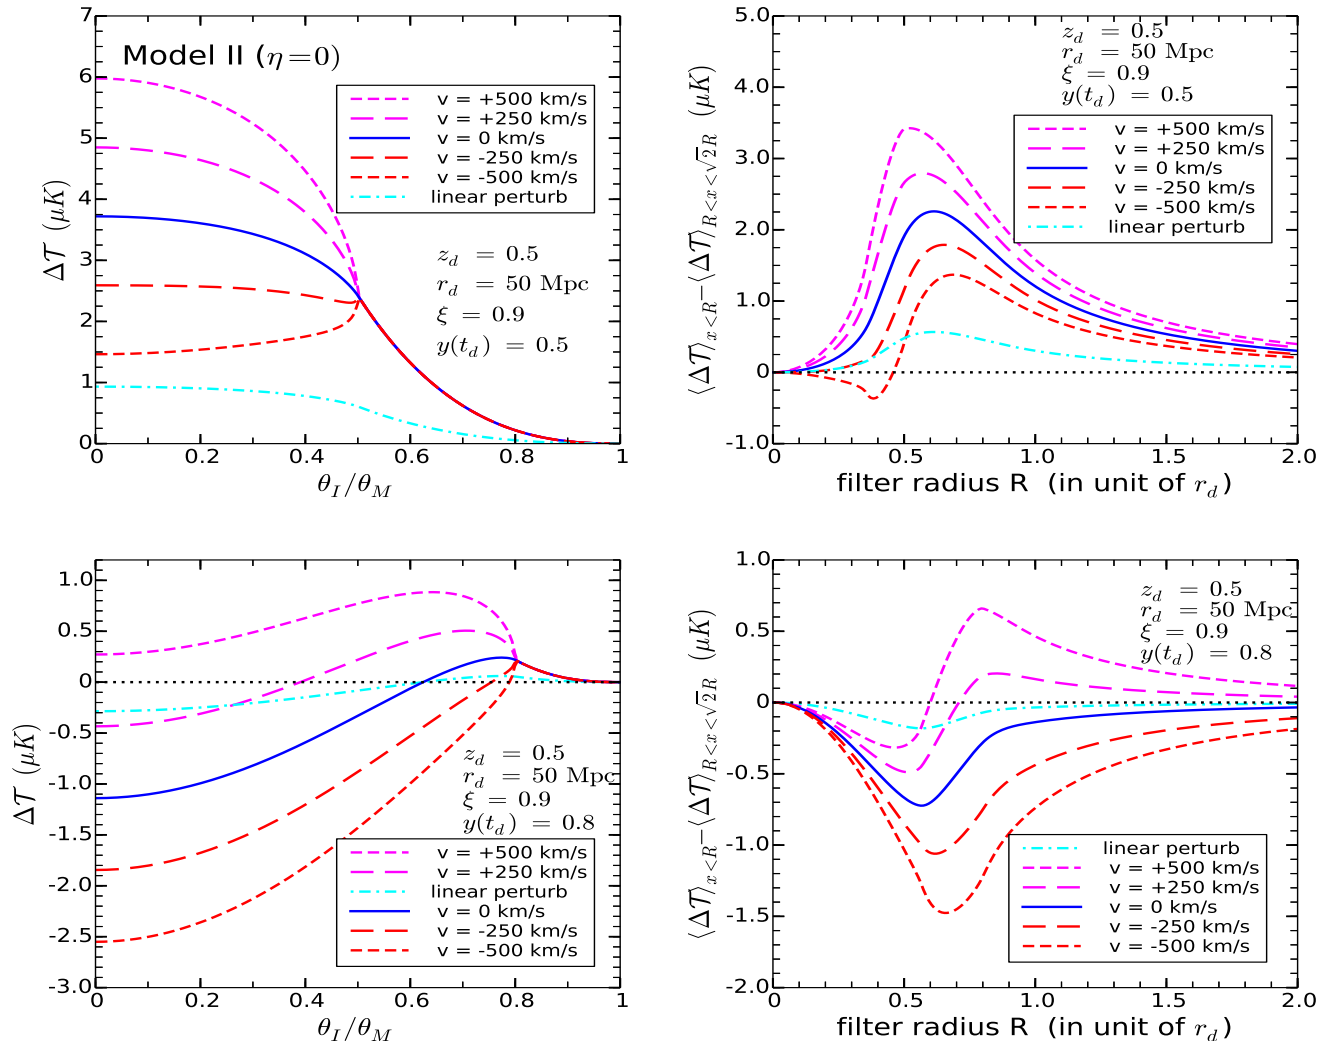 Model II (η=0)
v = +500 km/s
v = +250 km/s
v = 0 km/s
v = -250 km/s
v = -500 km/s
linear perturb
z_d = 0.5
r_d = 50 Mpc
ξ = 0.9
y(t_d) = 0.5
ΔT (μK)
7
6
5
4
3
2
1
0
0 0.2 0.4 0.6 0.8 1
θ_I/θ_M
z_d = 0.5
r_d = 50 Mpc
ξ = 0.9
y(t_d) = 0.5
v = +500 km/s
v = +250 km/s
v = 0 km/s
v = -250 km/s
v = -500 km/s
linear perturb
⟨ΔT⟩_{x<R}−⟨ΔT⟩_{R<x<√2R} (μK)
5.0
4.0
3.0
2.0
1.0
0
-1.0
0 0.5 1.0 1.5 2.0
filter radius R (in unit of r_d)
ΔT (μK)
1.0
0.5
0
-0.5
-1.0
-1.5
-2.0
-2.5
-3.0
z_d = 0.5
r_d = 50 Mpc
ξ = 0.9
y(t_d) = 0.8
v = +500 km/s
v = +250 km/s
linear perturb
v = 0 km/s
v = -250 km/s
v = -500 km/s
0 0.2 0.4 0.6 0.8 1
θ_I/θ_M
⟨ΔT⟩_{x<R}−⟨ΔT⟩_{R<x<√2R} (μK)
1.0
0.5
0
-0.5
-1.0
-1.5
-2.0
z_d = 0.5
r_d = 50 Mpc
ξ = 0.9
y(t_d) = 0.8
linear perturb
v = +500 km/s
v = +250 km/s
v = 0 km/s
v = -250 km/s
v = -500 km/s
0 0.5 1.0 1.5 2.0
filter radius R (in unit of r_d)